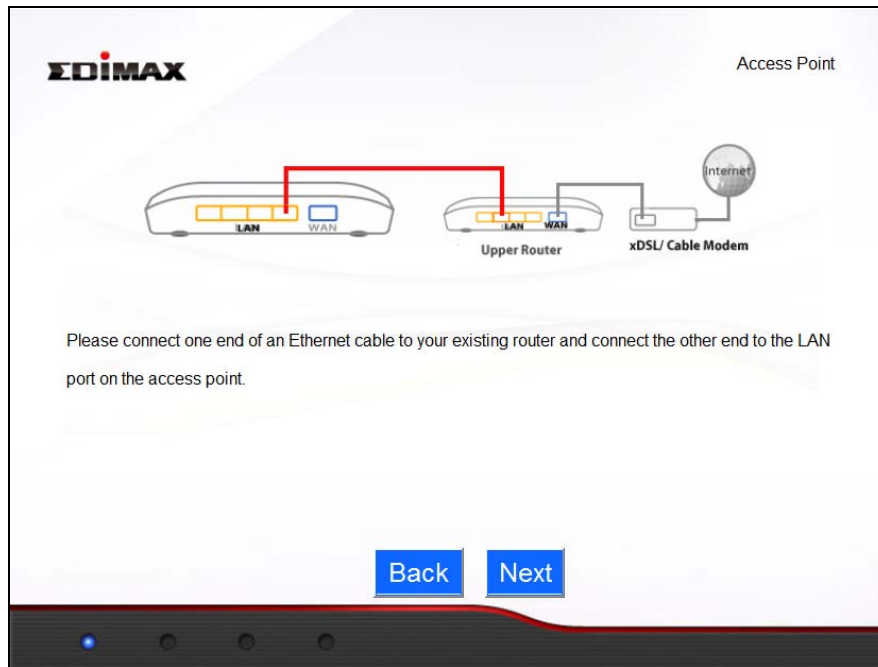 EDIMAX
Access Point
Internet
LAN
WAN
LAN
WAN
Upper Router
xDSL/ Cable Modem
Please connect one end of an Ethernet cable to your existing router and connect the other end to the LAN
port on the access point.
Back
Next